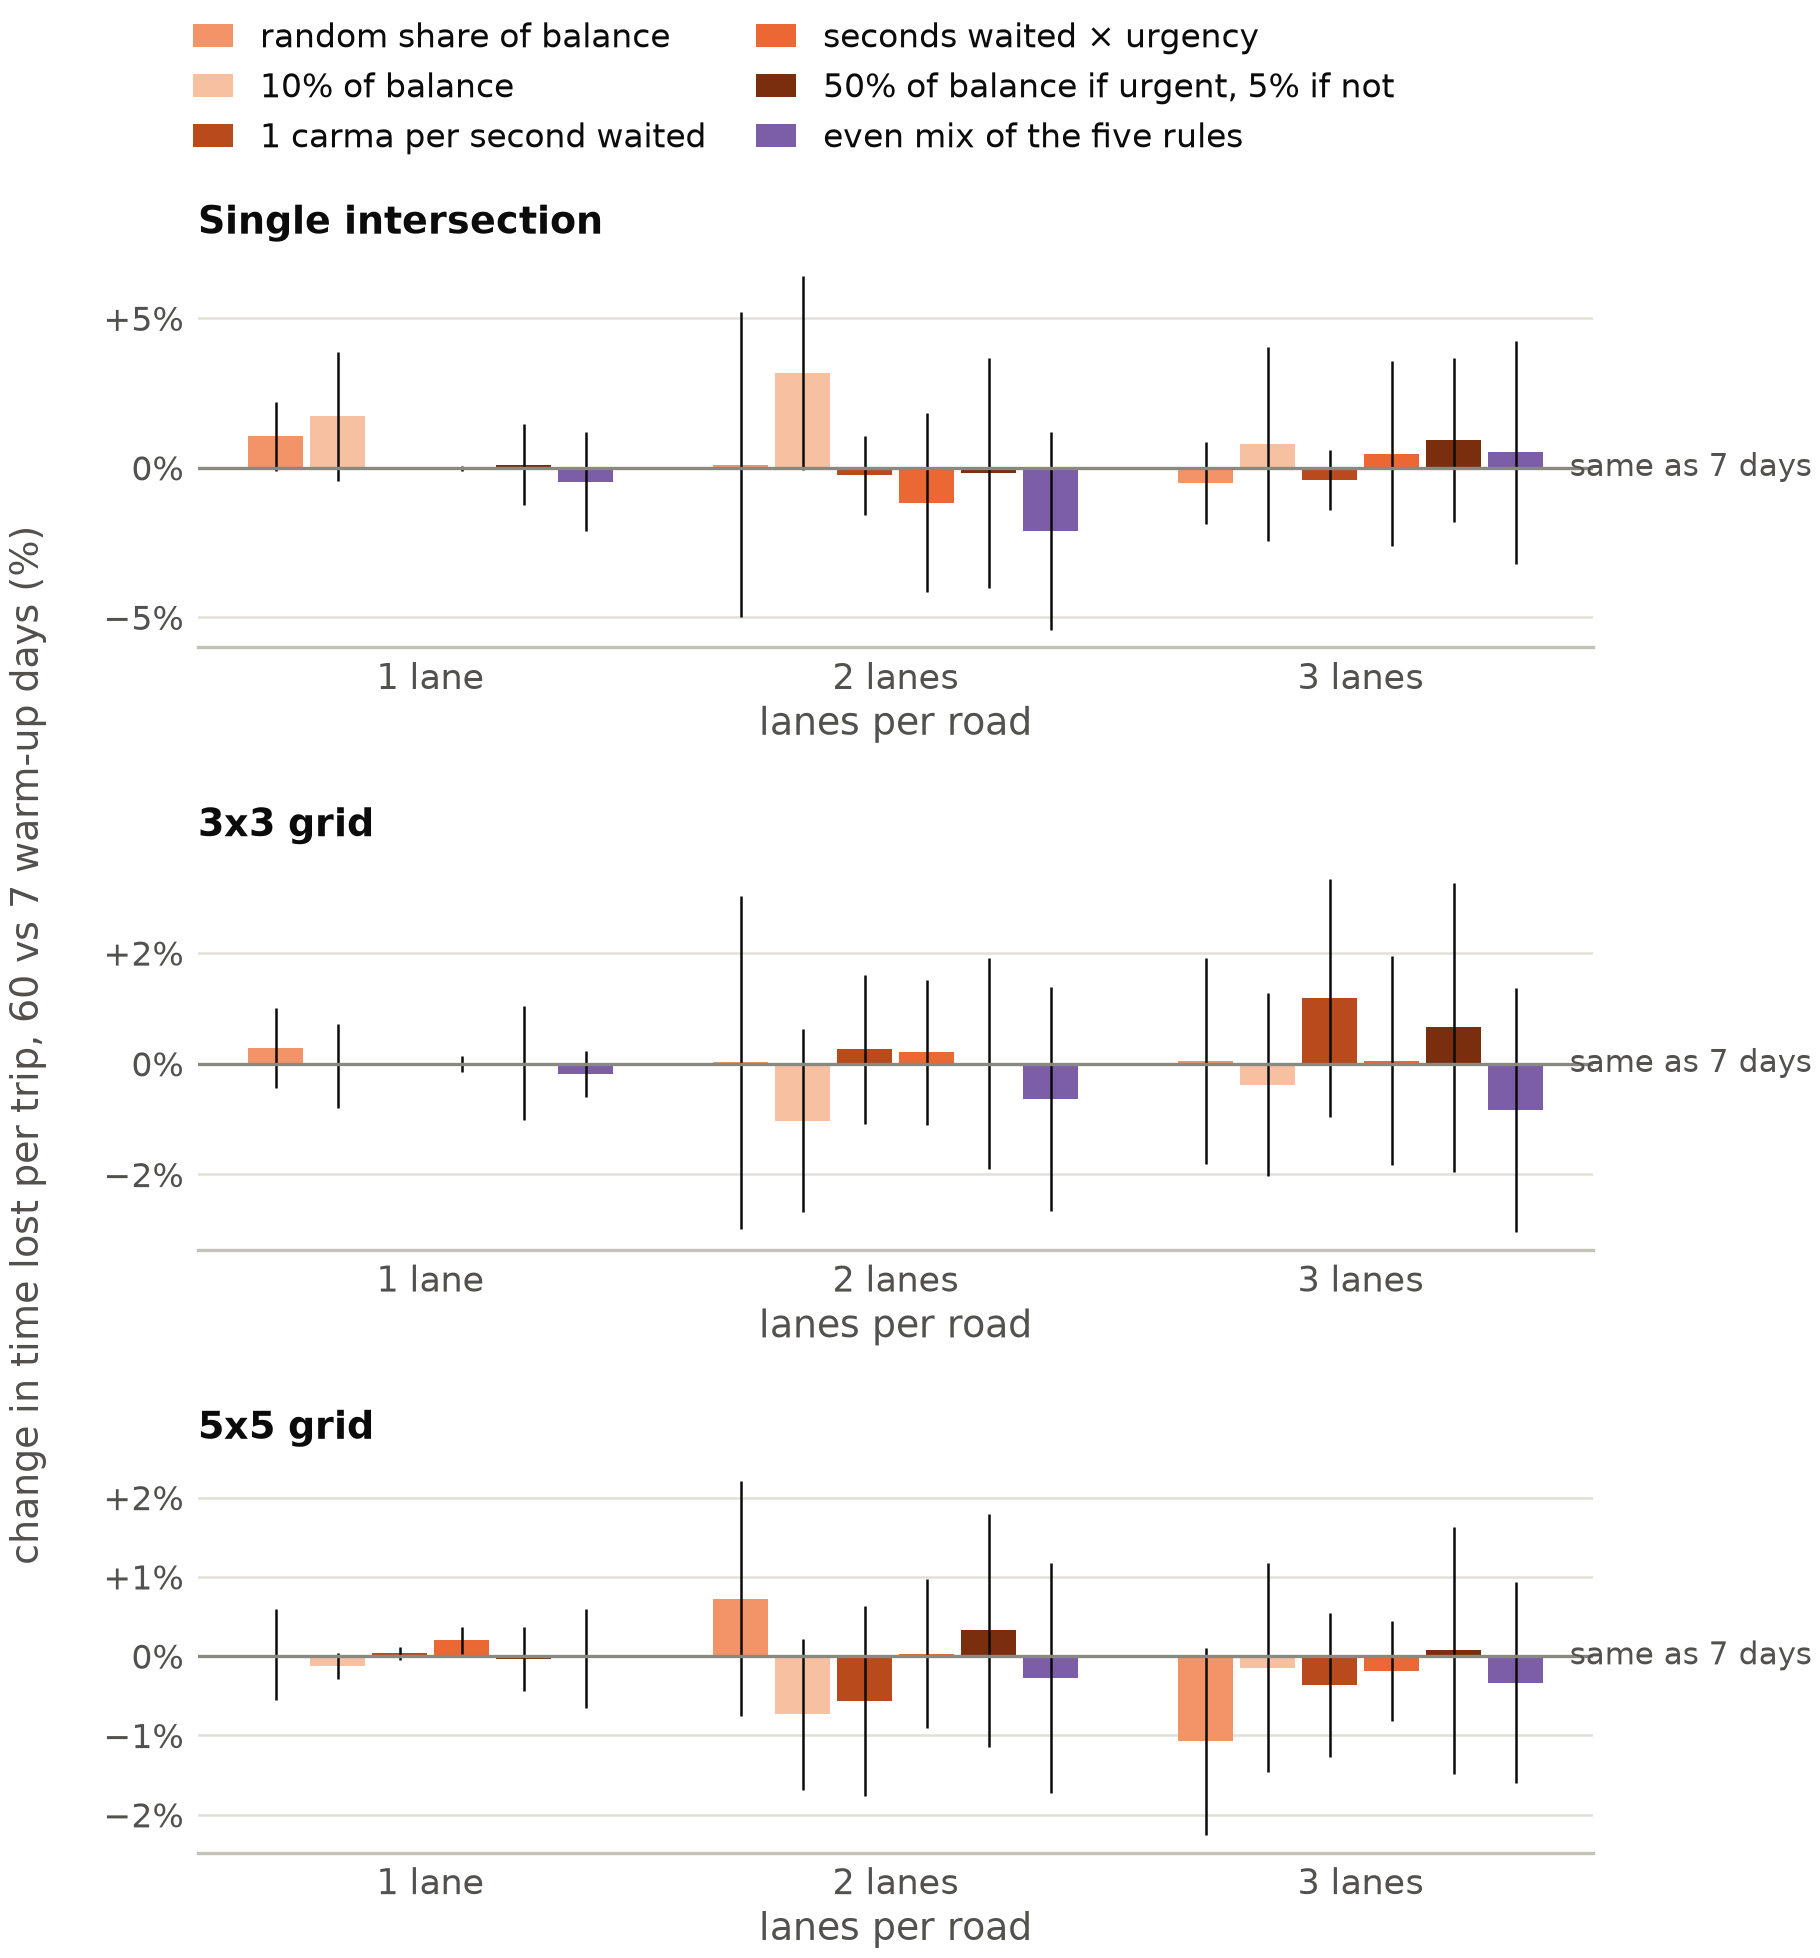 random share of balance
10% of balance
1 carma per second waited
seconds waited × urgency
50% of balance if urgent, 5% if not
even mix of the five rules
change in time lost per trip, 60 vs 7 warm-up days (%)
Single intersection
+5%
0%
−5%
same as 7 days
1 lane
2 lanes
3 lanes
lanes per road
3x3 grid
+2%
0%
−2%
same as 7 days
1 lane
2 lanes
3 lanes
lanes per road
5x5 grid
+2%
+1%
0%
−1%
−2%
same as 7 days
1 lane
2 lanes
3 lanes
lanes per road